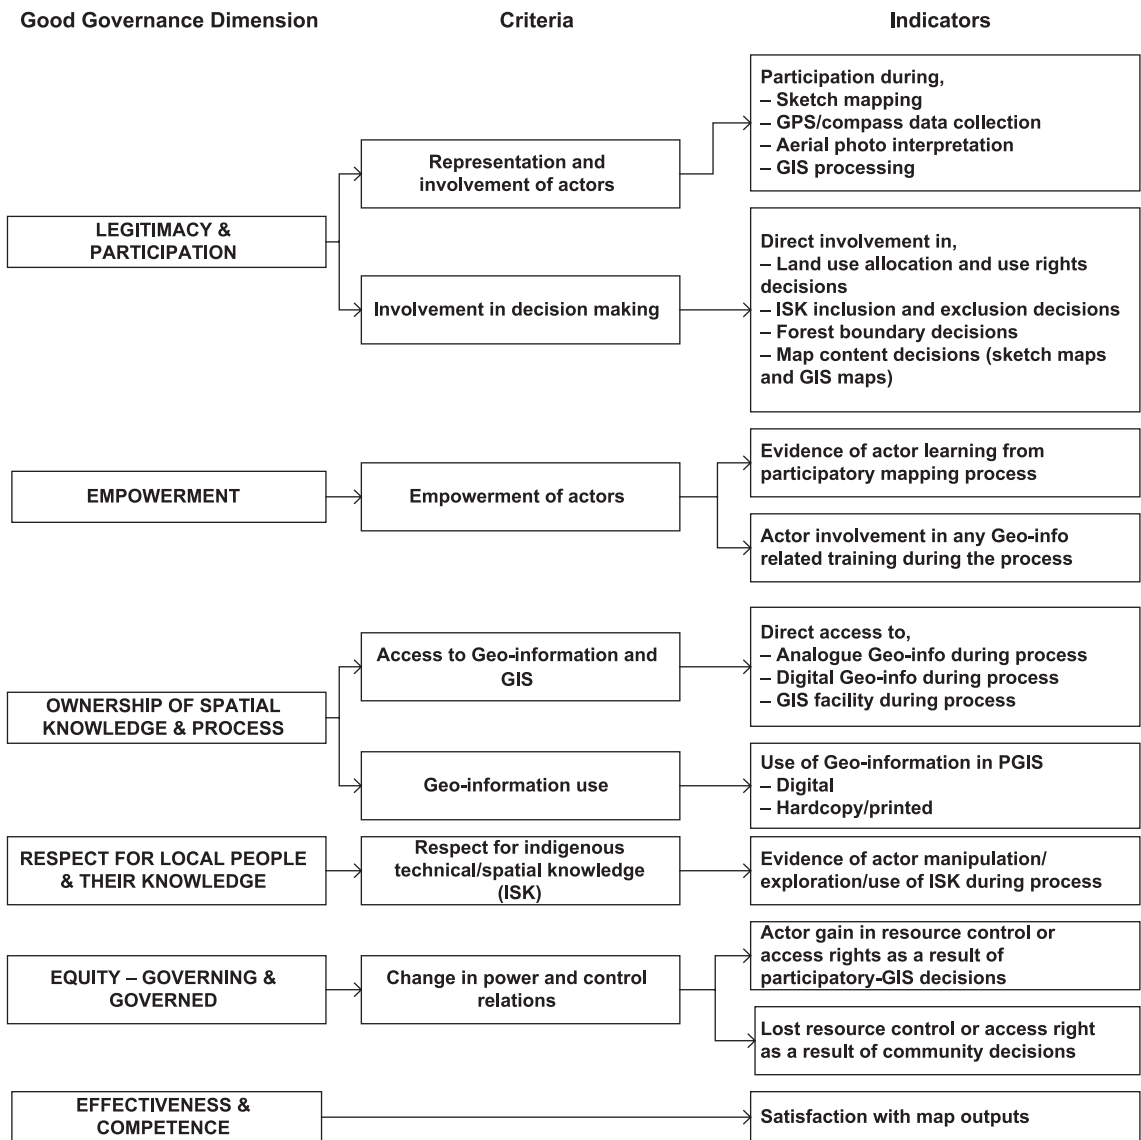 Good Governance Dimension
Criteria
Indicators
LEGITIMACY &
PARTICIPATION
Representation and
involvement of actors
Participation during,
– Sketch mapping
– GPS/compass data collection
– Aerial photo interpretation
– GIS processing
Involvement in decision making
Direct involvement in,
– Land use allocation and use rights
decisions
– ISK inclusion and exclusion decisions
– Forest boundary decisions
– Map content decisions (sketch maps
and GIS maps)
EMPOWERMENT
Empowerment of actors
Evidence of actor learning from
participatory mapping process
Actor involvement in any Geo-info
related training during the process
OWNERSHIP OF SPATIAL
KNOWLEDGE & PROCESS
Access to Geo-information and
GIS
Direct access to,
– Analogue Geo-info during process
– Digital Geo-info during process
– GIS facility during process
Geo-information use
Use of Geo-information in PGIS
– Digital
– Hardcopy/printed
RESPECT FOR LOCAL PEOPLE
& THEIR KNOWLEDGE
Respect for indigenous
technical/spatial knowledge
(ISK)
Evidence of actor manipulation/
exploration/use of ISK during process
EQUITY – GOVERNING &
GOVERNED
Change in power and control
relations
Actor gain in resource control or
access rights as a result of
participatory-GIS decisions
Lost resource control or access right
as a result of community decisions
EFFECTIVENESS &
COMPETENCE
Satisfaction with map outputs